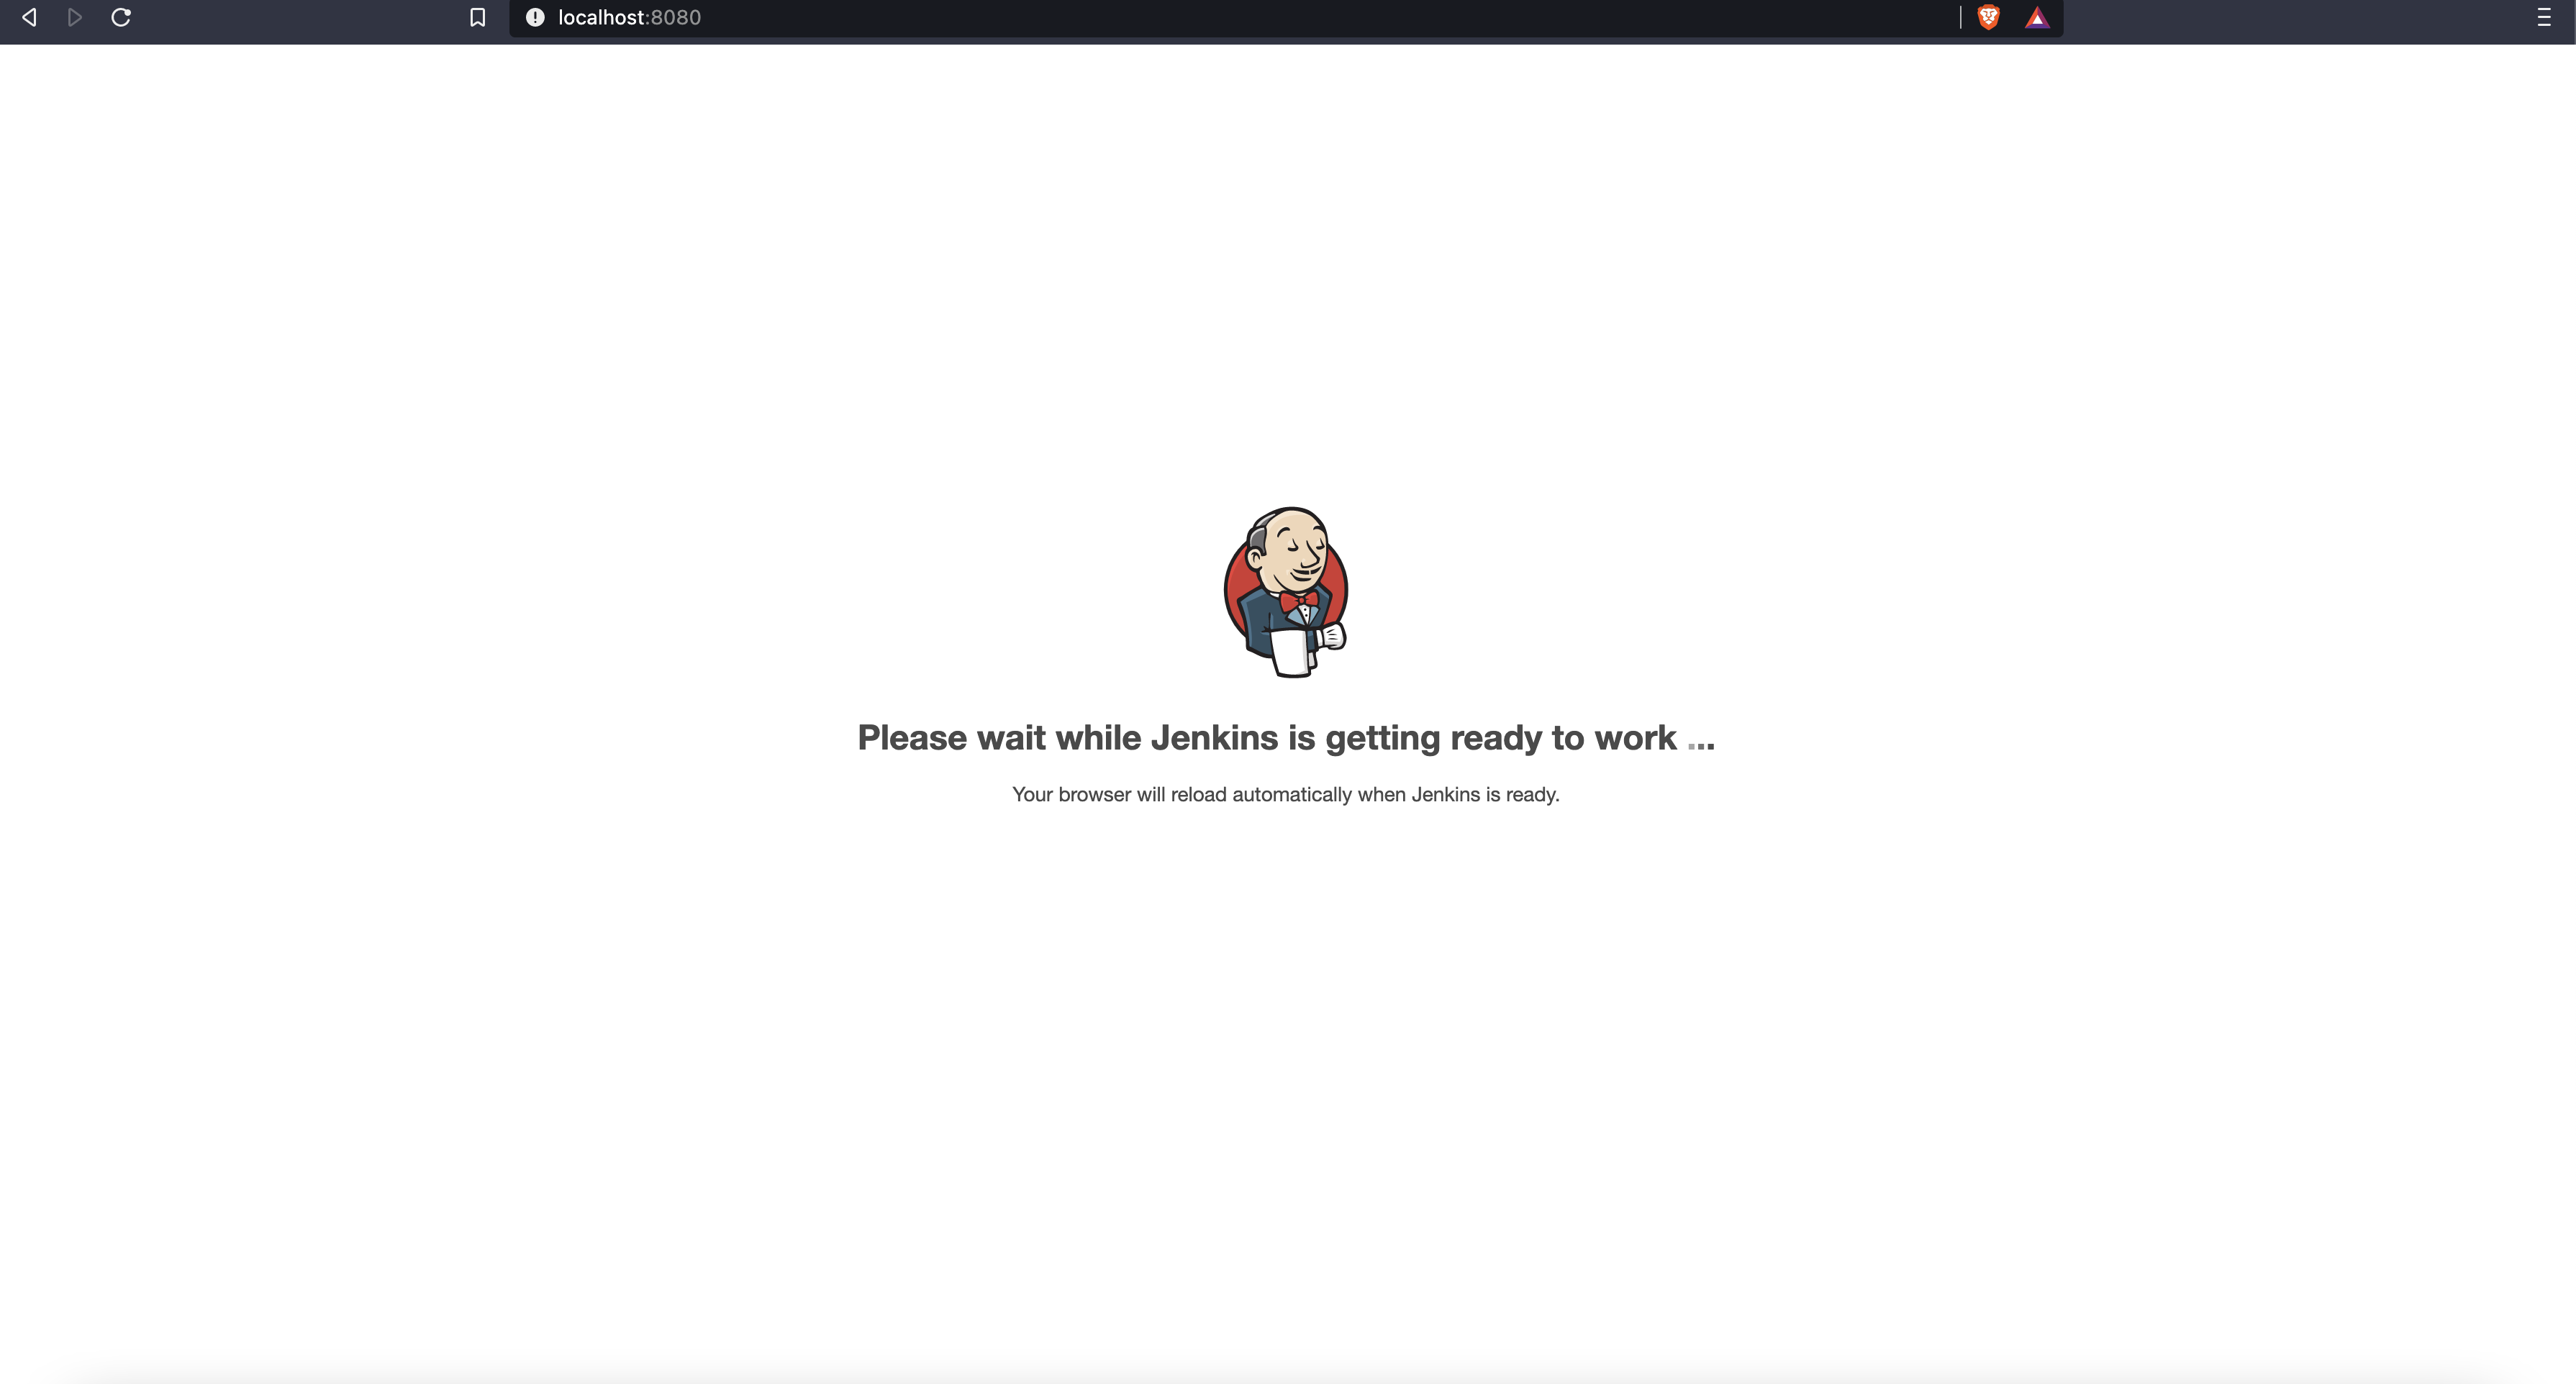 localhost:8080
Please wait while Jenkins is getting ready to work ...
Your browser will reload automatically when Jenkins is ready.